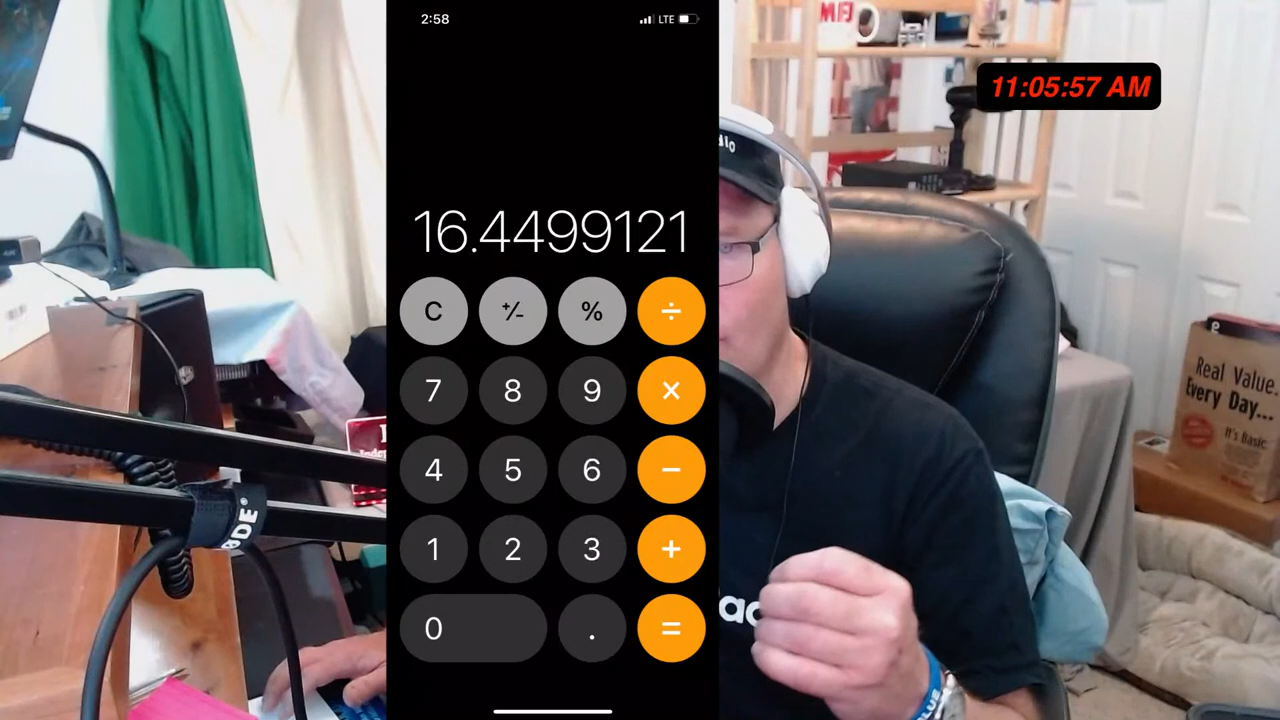 2:58
LTE
16.4499121
C +/- % ÷
7 8 9 ×
4 5 6 −
1 2 3 +
0 . =
11:05:57 AM
Real Value.
Every Day...
It's Basic